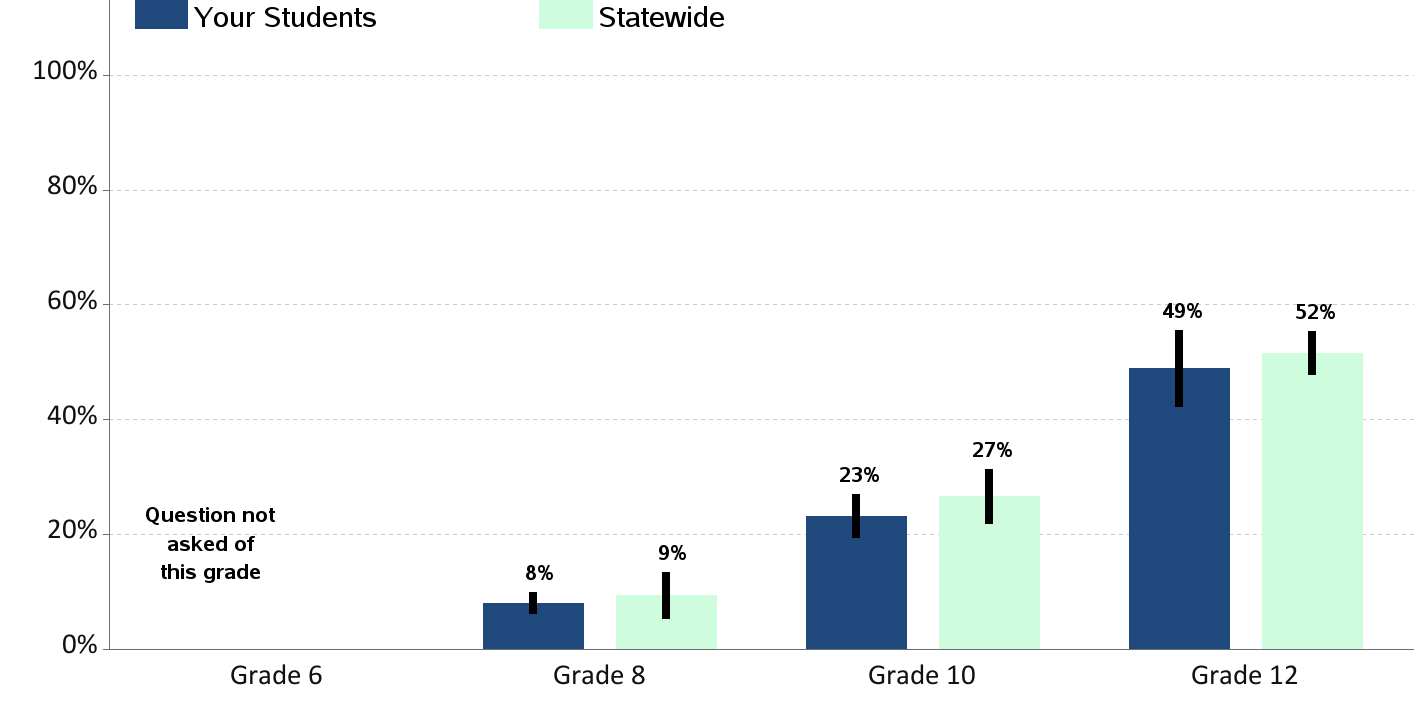 Your Students Statewide
100%
80%
60%
40%
20%
0%
Question not
asked of
this grade
8%
9%
23%
27%
49%
52%
Grade 6 Grade 8 Grade 10 Grade 12